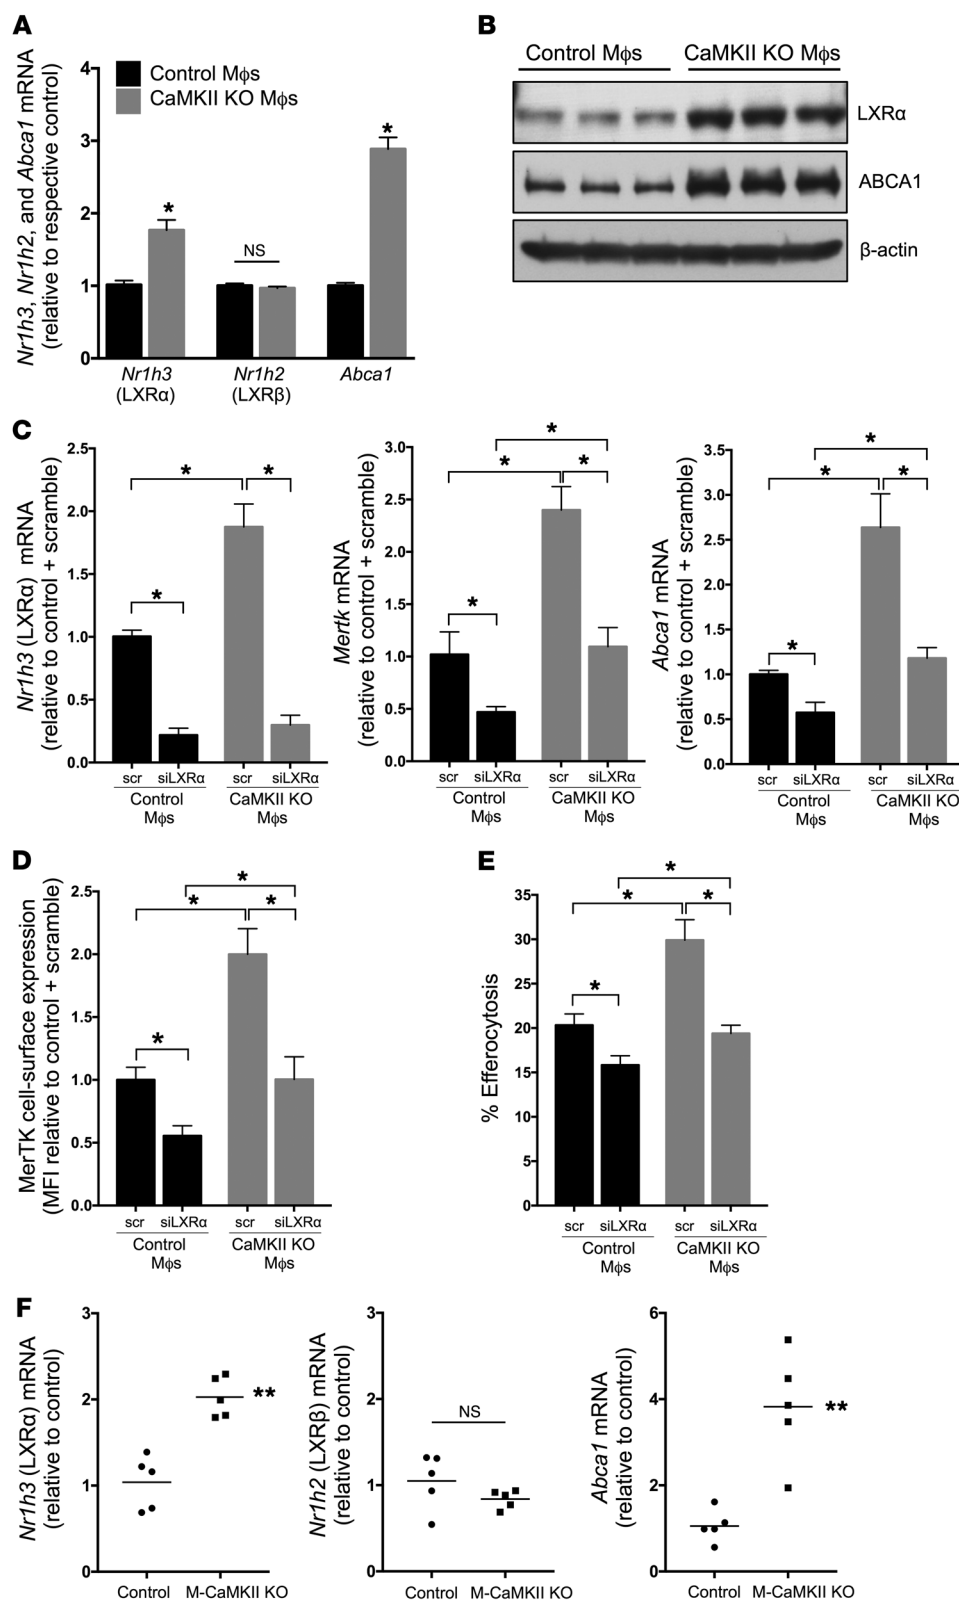 A
Nr1h3, Nr1h2, and Abca1 mRNA
(relative to respective control)
4
3
2
1
0
Control Mϕs
CaMKII KO Mϕs
*
NS
*
Nr1h3
(LXRα)
Nr1h2
(LXRβ)
Abca1
B
Control Mϕs
CaMKII KO Mϕs
LXRα
ABCA1
β-actin
C
Nr1h3 (LXRα) mRNA
(relative to control + scramble)
2.5
2.0
1.5
1.0
0.5
0.0
*
*
*
scr
siLXRα
scr
siLXRα
Control
Mϕs
CaMKII KO
Mϕs
Mertk mRNA
(relative to control + scramble)
3.0
2.5
2.0
1.5
1.0
0.5
0.0
*
*
*
*
scr
siLXRα
scr
siLXRα
Control
Mϕs
CaMKII KO
Mϕs
Abca1 mRNA
(relative to control + scramble)
3.5
3.0
2.5
2.0
1.5
1.0
0.5
0.0
*
*
*
*
scr
siLXRα
scr
siLXRα
Control
Mϕs
CaMKII KO
Mϕs
D
MerTK cell-surface expression
(MFI relative to control + scramble)
2.5
2.0
1.5
1.0
0.5
0.0
*
*
*
*
scr
siLXRα
scr
siLXRα
Control
Mϕs
CaMKII KO
Mϕs
E
% Efferocytosis
35
30
25
20
15
10
5
0
*
*
*
*
scr
siLXRα
scr
siLXRα
Control
Mϕs
CaMKII KO
Mϕs
F
Nr1h3 (LXRα) mRNA
(relative to control)
3
2
1
0
**
Control
M-CaMKII KO
Nr1h2 (LXRβ) mRNA
(relative to control)
3
2
1
0
NS
Control
M-CaMKII KO
Abca1 mRNA
(relative to control)
6
4
2
0
**
Control
M-CaMKII KO